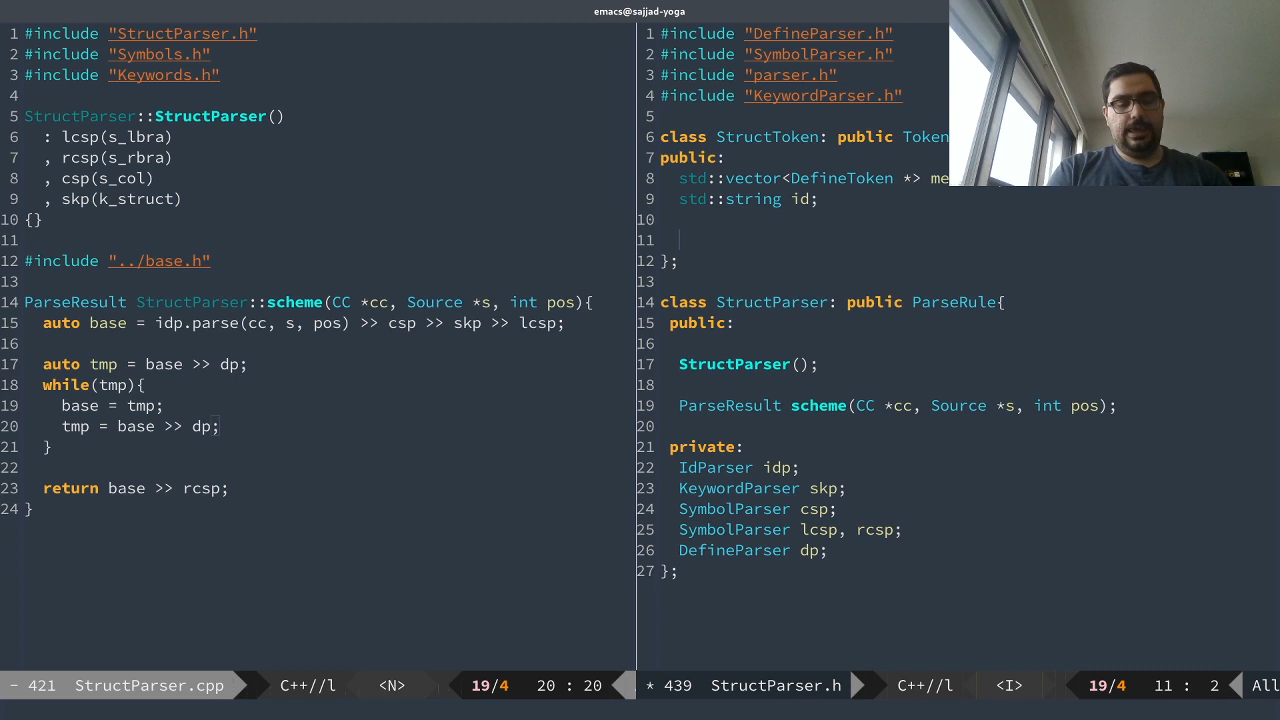 emacs@sajjad-yoga
1 #include "StructParser.h"
2 #include "Symbols.h"
3 #include "Keywords.h"
4
5 StructParser::StructParser()
6   : lcsp(s_lbra)
7   , rcsp(s_rbra)
8   , csp(s_col)
9   , skp(k_struct)
10 {}
11
12 #include "../base.h"
13
14 ParseResult StructParser::scheme(CC *cc, Source *s, int pos){
15   auto base = idp.parse(cc, s, pos) >> csp >> skp >> lcsp;
16
17   auto tmp = base >> dp;
18   while(tmp){
19     base = tmp;
20     tmp = base >> dp;
21   }
22
23   return base >> rcsp;
24 }
- 421 StructParser.cpp C++//l <N> 19/4 20 : 20
1 #include "DefineParser.h"
2 #include "SymbolParser.h"
3 #include "parser.h"
4 #include "KeywordParser.h"
5
6 class StructToken: public Token
7 public:
8   std::vector<DefineToken *> me
9   std::string id;
10
11
12 };
13
14 class StructParser: public ParseRule{
15  public:
16
17   StructParser();
18
19   ParseResult scheme(CC *cc, Source *s, int pos);
20
21  private:
22   IdParser idp;
23   KeywordParser skp;
24   SymbolParser csp;
25   SymbolParser lcsp, rcsp;
26   DefineParser dp;
27 };
* 439 StructParser.h C++//l <I> 19/4 11 : 2 All